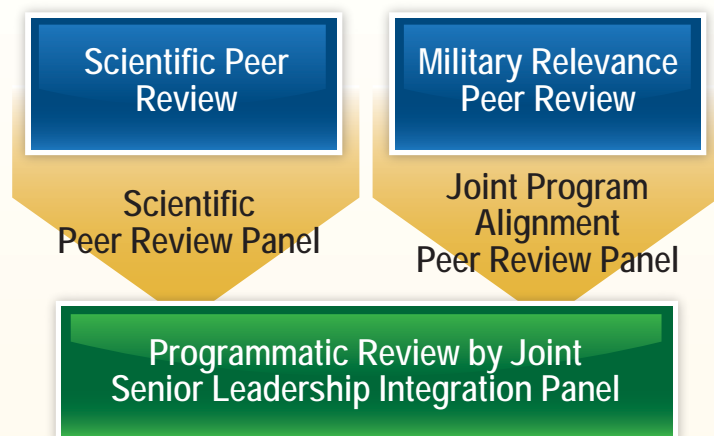 Scientific Peer
Review
Military Relevance
Peer Review
Scientific
Peer Review Panel
Joint Program
Alignment
Peer Review Panel
Programmatic Review by Joint
Senior Leadership Integration Panel